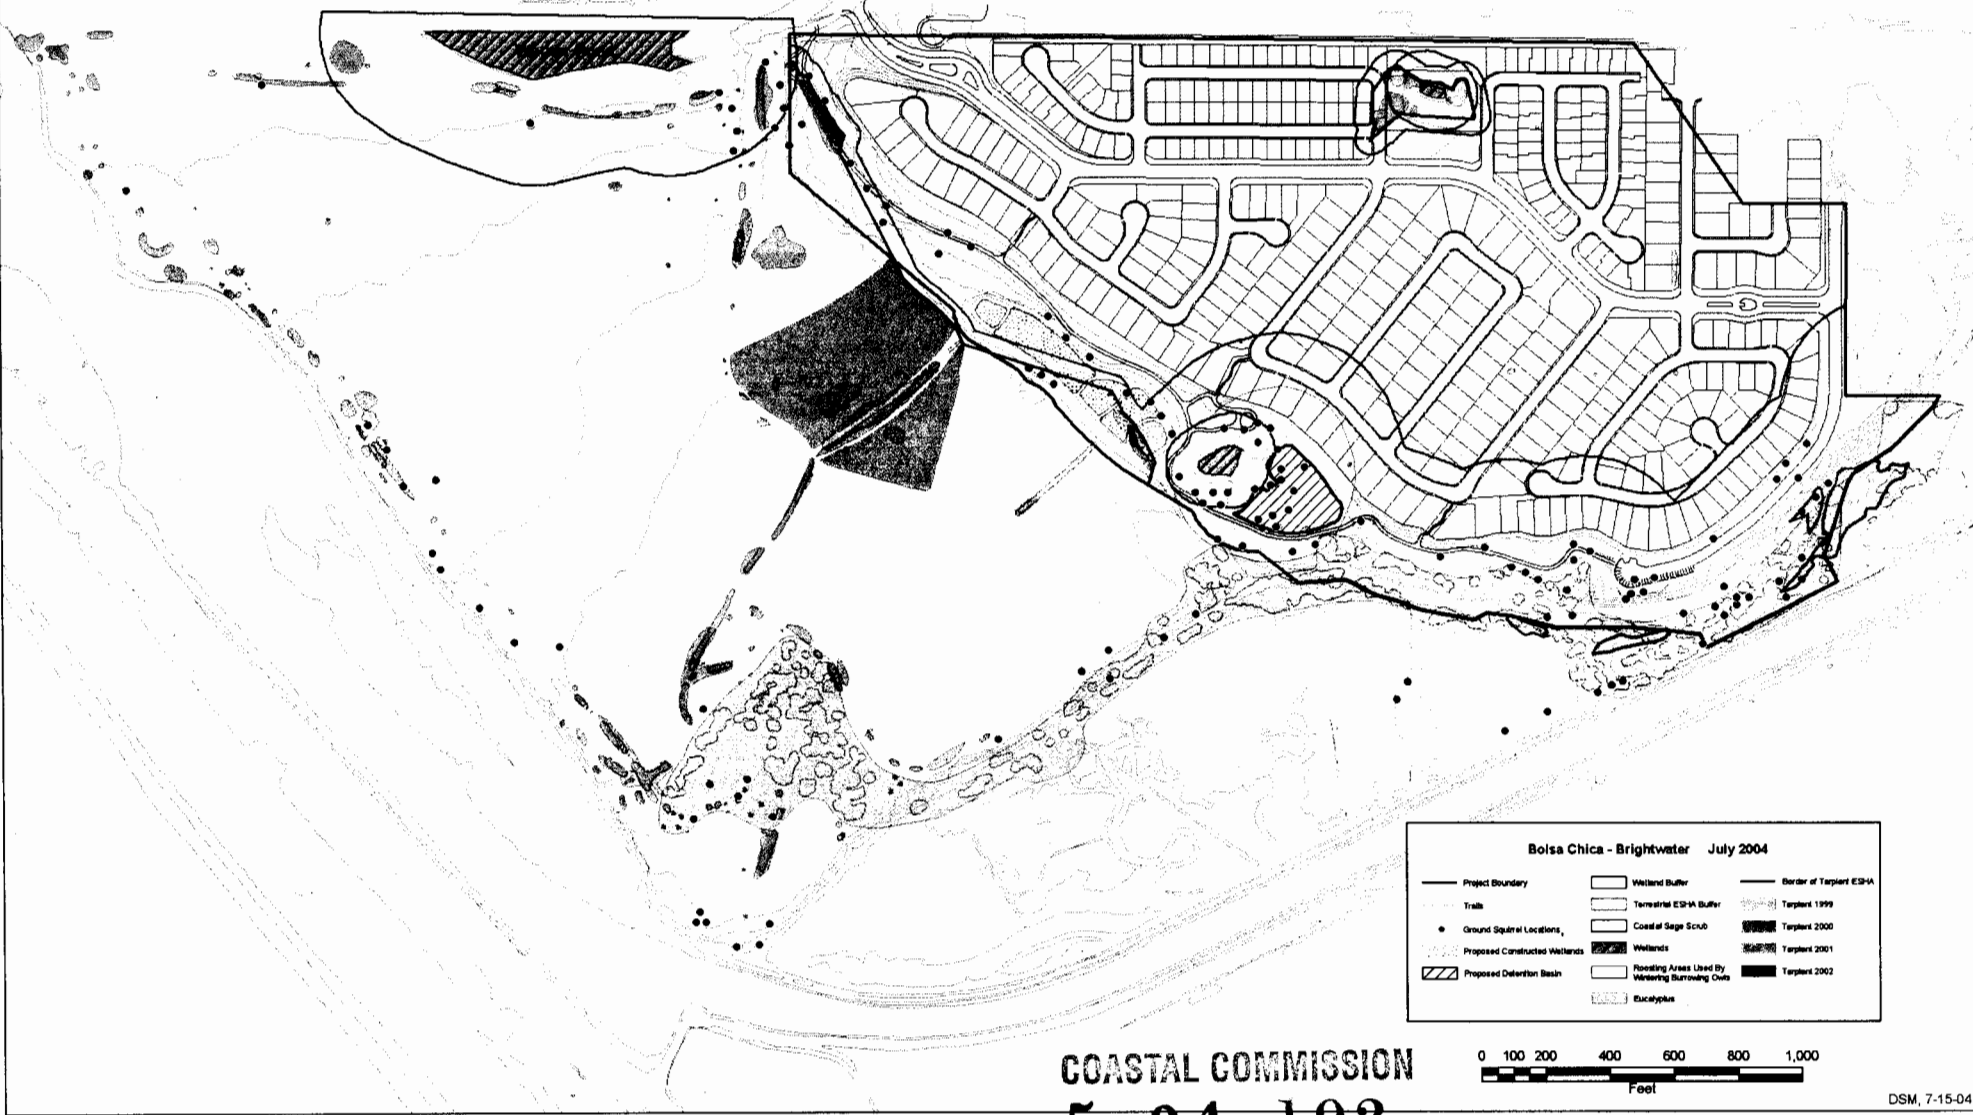 Bolsa Chica - Brightwater July 2004
Project Boundary
Trails
Ground Squirrel Locations
Proposed Constructed Wetlands
Proposed Detention Basin
Wetland Buffer
Terrestrial ESHA Buffer
Coastal Sage Scrub
Wetlands
Roosting Areas Used By
Wintering Burrowing Owls
Eucalyptus
Border of Tarplant ESHA
Tarplant 1999
Tarplant 2000
Tarplant 2001
Tarplant 2002
COASTAL COMMISSION
0 100 200 400 600 800 1,000
Feet
DSM, 7-15-04